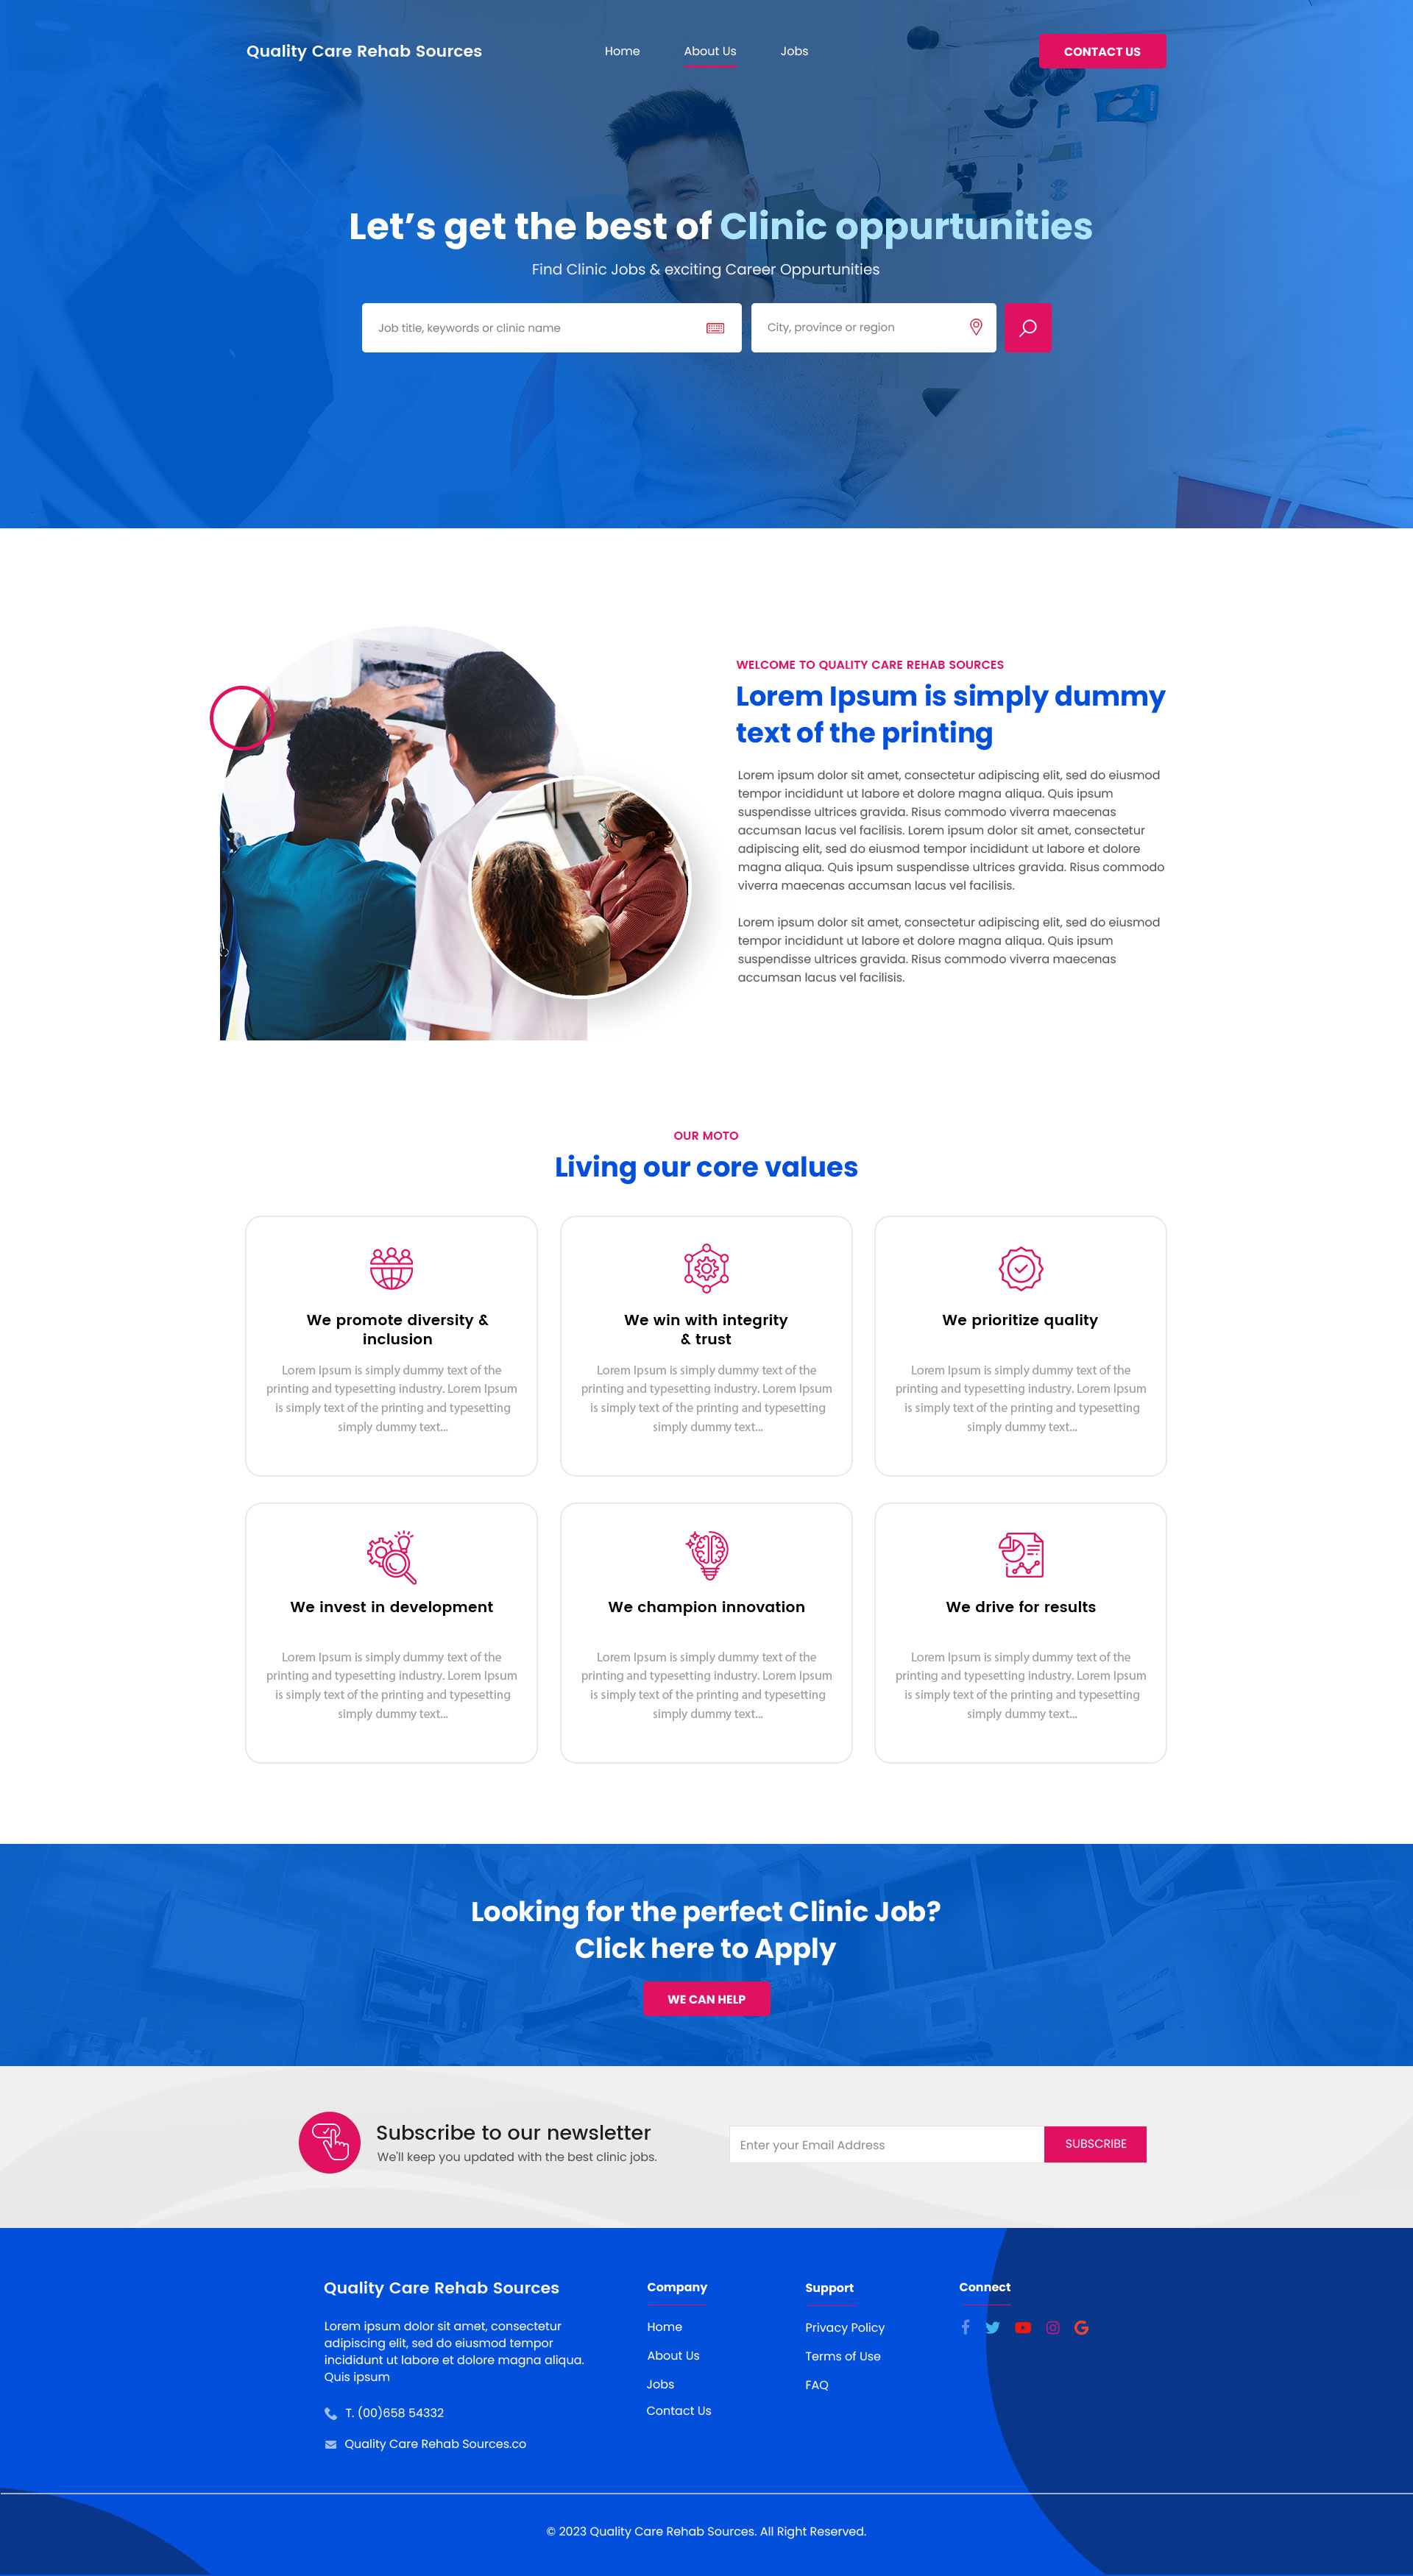 Quality Care Rehab Sources
Home
About Us
Jobs
CONTACT US
Let's get the best of Clinic oppurtunities
Find Clinic Jobs & exciting Career Oppurtunities
Job title, keywords or clinic name
City, province or region
WELCOME TO QUALITY CARE REHAB SOURCES
Lorem Ipsum is simply dummy
text of the printing
Lorem ipsum dolor sit amet, consectetur adipiscing elit, sed do eiusmod
tempor incididunt ut labore et dolore magna aliqua. Quis ipsum
suspendisse ultrices gravida. Risus commodo viverra maecenas
accumsan lacus vel facilisis. Lorem ipsum dolor sit amet, consectetur
adipiscing elit, sed do eiusmod tempor incididunt ut labore et dolore
magna aliqua. Quis ipsum suspendisse ultrices gravida. Risus commodo
viverra maecenas accumsan lacus vel facilisis.
Lorem ipsum dolor sit amet, consectetur adipiscing elit, sed do eiusmod
tempor incididunt ut labore et dolore magna aliqua. Quis ipsum
suspendisse ultrices gravida. Risus commodo viverra maecenas
accumsan lacus vel facilisis.
OUR MOTO
Living our core values
We promote diversity &
inclusion
Lorem Ipsum is simply dummy text of the
printing and typesetting industry. Lorem Ipsum
is simply text of the printing and typesetting
simply dummy text...
We win with integrity
& trust
Lorem Ipsum is simply dummy text of the
printing and typesetting industry. Lorem Ipsum
is simply text of the printing and typesetting
simply dummy text...
We prioritize quality
Lorem Ipsum is simply dummy text of the
printing and typesetting industry. Lorem Ipsum
is simply text of the printing and typesetting
simply dummy text...
We invest in development
Lorem Ipsum is simply dummy text of the
printing and typesetting industry. Lorem Ipsum
is simply text of the printing and typesetting
simply dummy text...
We champion innovation
Lorem Ipsum is simply dummy text of the
printing and typesetting industry. Lorem Ipsum
is simply text of the printing and typesetting
simply dummy text...
We drive for results
Lorem Ipsum is simply dummy text of the
printing and typesetting industry. Lorem Ipsum
is simply text of the printing and typesetting
simply dummy text...
Looking for the perfect Clinic Job?
Click here to Apply
WE CAN HELP
Subscribe to our newsletter
We'll keep you updated with the best clinic jobs.
Enter your Email Address
SUBSCRIBE
Quality Care Rehab Sources
Lorem ipsum dolor sit amet, consectetur
adipiscing elit, sed do eiusmod tempor
incididunt ut labore et dolore magna aliqua.
Quis ipsum
T. (00)658 54332
Quality Care Rehab Sources.co
Company
Home
About Us
Jobs
Contact Us
Support
Privacy Policy
Terms of Use
FAQ
Connect
© 2023 Quality Care Rehab Sources. All Right Reserved.